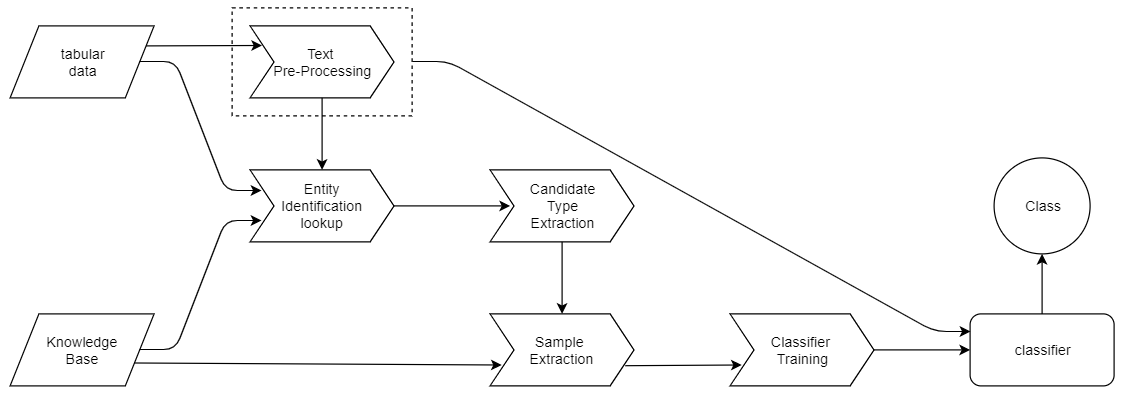 tabular
data
Text
Pre-Processing
Entity
Identification
lookup
Candidate
Type
Extraction
Class
Knowledge
Base
Sample
Extraction
Classifier
Training
classifier